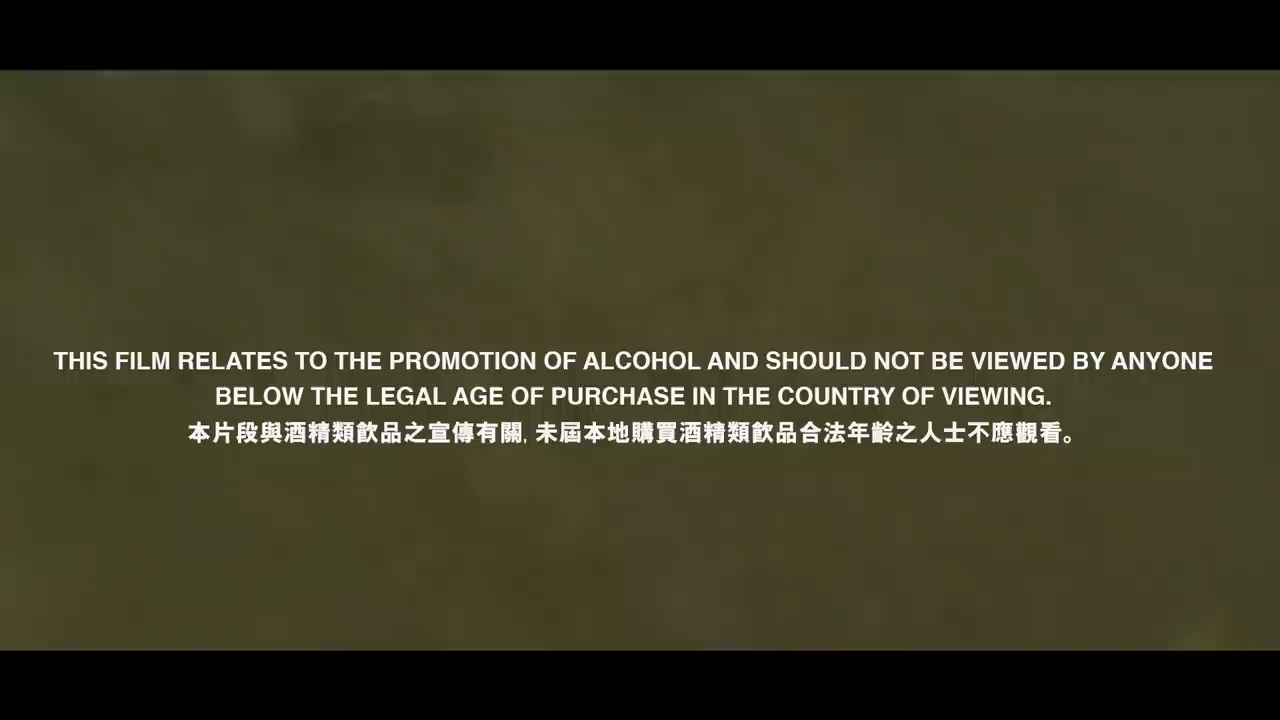 THIS FILM RELATES TO THE PROMOTION OF ALCOHOL AND SHOULD NOT BE VIEWED BY ANYONE
BELOW THE LEGAL AGE OF PURCHASE IN THE COUNTRY OF VIEWING.
本片段與酒精類飲品之宣傳有關, 未屆本地購買酒精類飲品合法年齡之人士不應觀看。